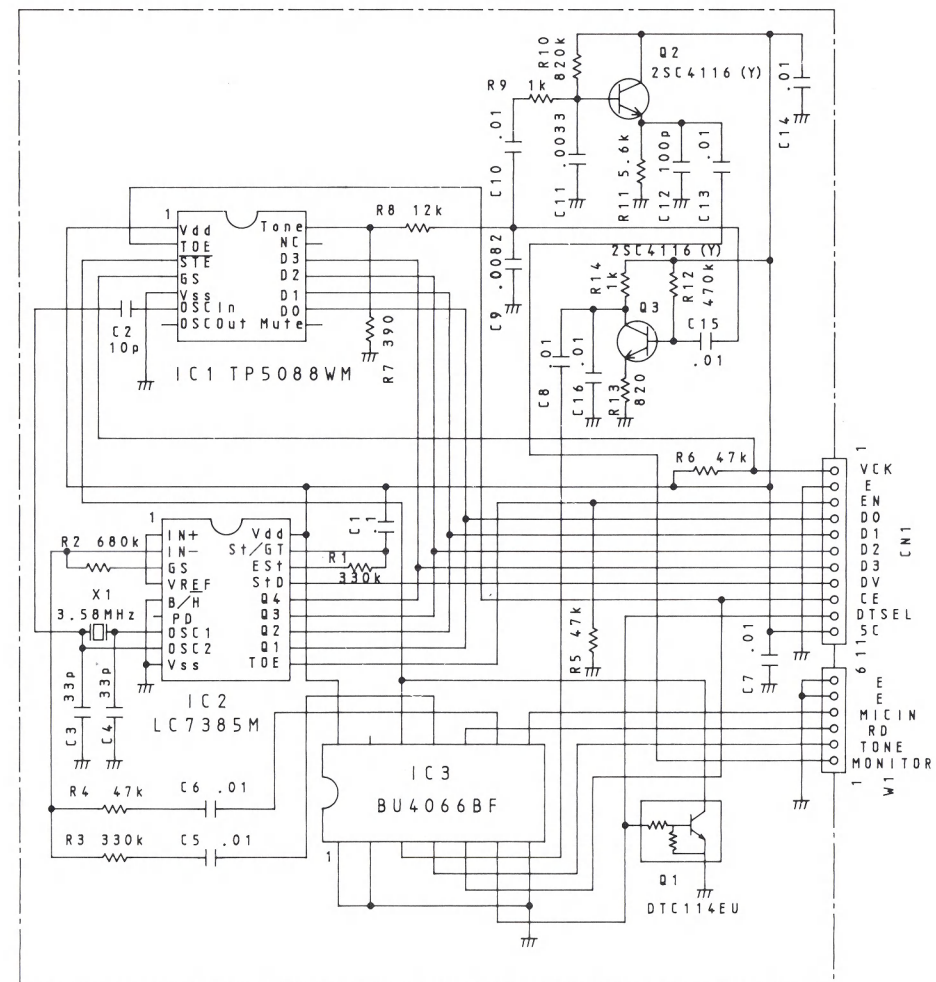 R10
820k
Q2
2SC4116(Y)
R9 1k
C10 .01
C11 .0033
R11 5.6k
C12 100p
C13 .01
C14 .01
1
Vdd
TOE
STE
GS
Vss
OSCIn
OSCOut
Tone
NC
D3
D2
D1
D0
Mute
IC1 TP5088WM
C2
10p
R8 12k
R7 390
C9 .0082
2SC4116(Y)
R14
1k
R12
470k
Q3
C15
.01
C8 .01
C16 .01
R13
820
R6 47k
1
VCK
E
EN
D0
D1
D2
D3
DV
CE
DTSEL
5C
11
CN1
1
IN+
IN-
GS
VREF
B/H
PD
OSC1
OSC2
Vss
Vdd
St/GT
ESt
StD
Q4
Q3
Q2
Q1
TOE
IC2
LC7385M
R2 680k
X1
3.58MHz
C1 .1
R1
330k
R5 47k
C7 .01
C3 33p
C4 33p
6
E
E
MICIN
RD
TONE
MONITOR
1
W1
R4 47k
C6 .01
R3 330k
C5 .01
IC3
BU4066BF
1
Q1
DTC114EU